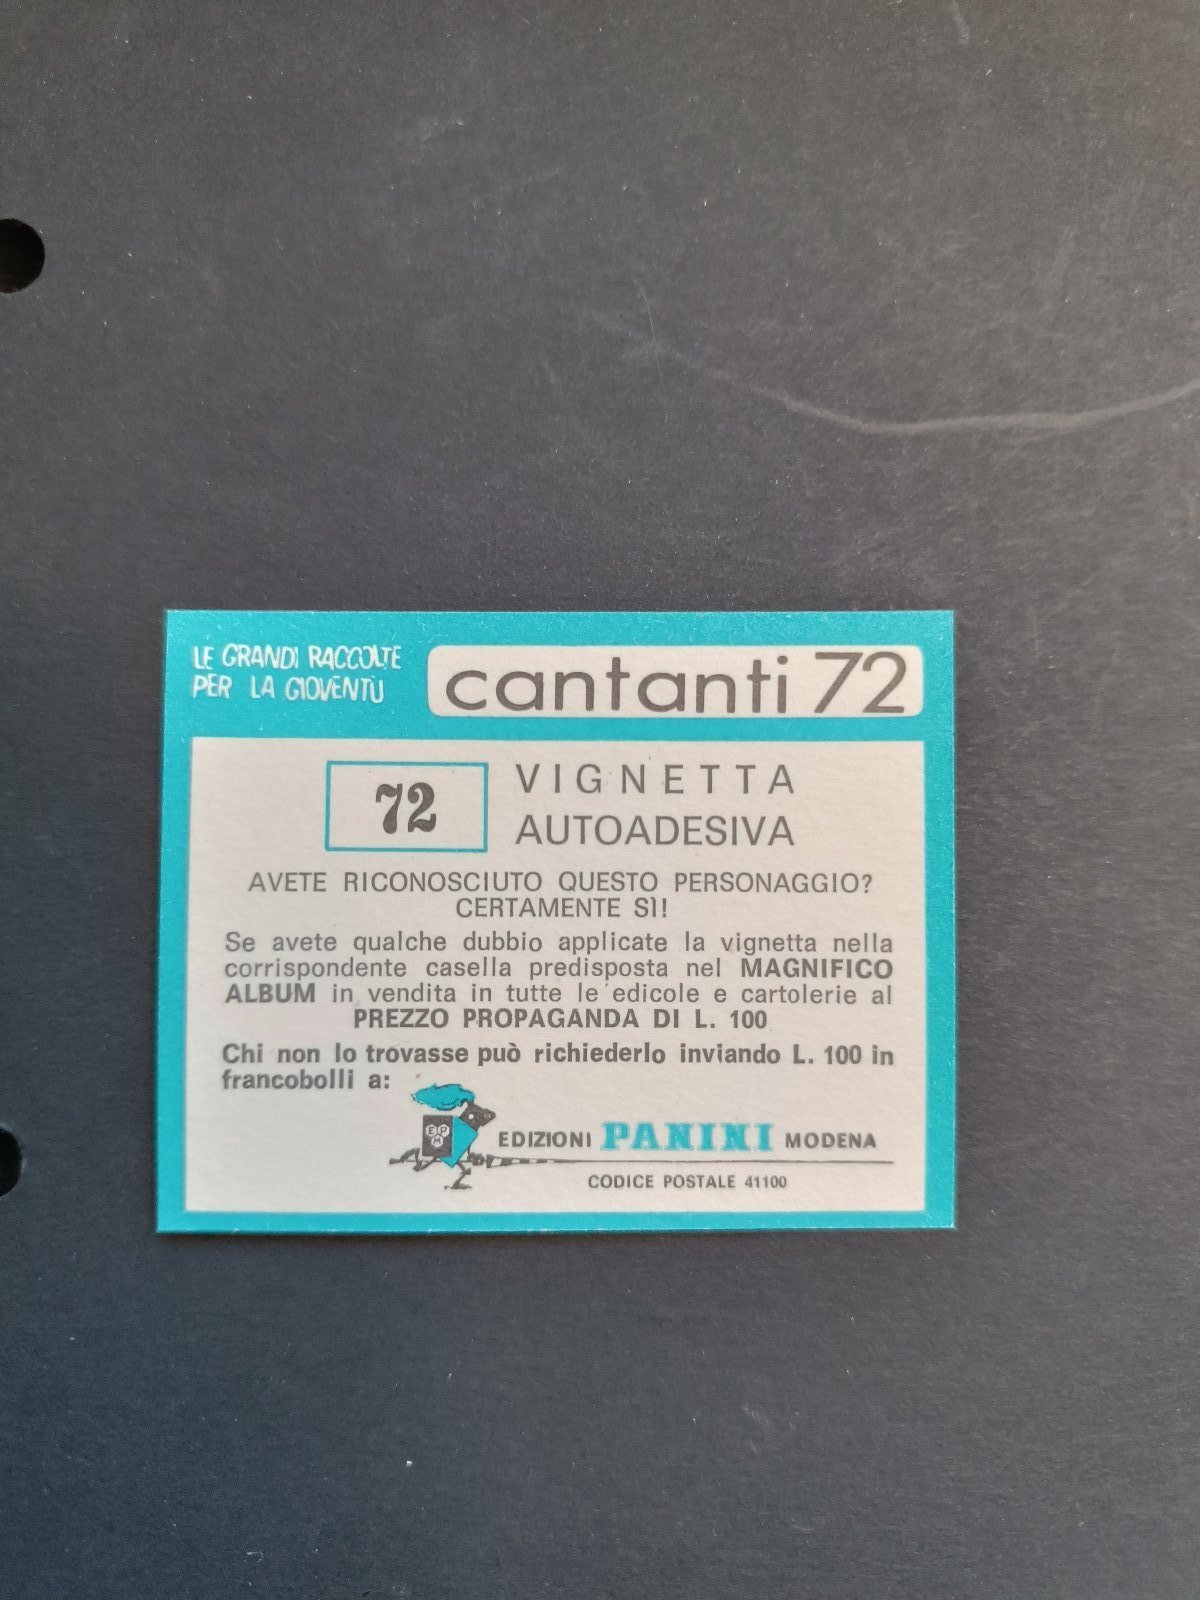 LE GRANDI RACCOLTE
PER LA GIOVENTÙ
cantanti 72
72
VIGNETTA
AUTOADESIVA
AVETE RICONOSCIUTO QUESTO PERSONAGGIO?
CERTAMENTE SÌ!
Se avete qualche dubbio applicate la vignetta nella
corrispondente casella predisposta nel MAGNIFICO
ALBUM in vendita in tutte le edicole e cartolerie al
PREZZO PROPAGANDA DI L. 100
Chi non lo trovasse può richiederlo inviando L. 100 in
francobolli a:
EPM
EDIZIONI PANINI MODENA
CODICE POSTALE 41100